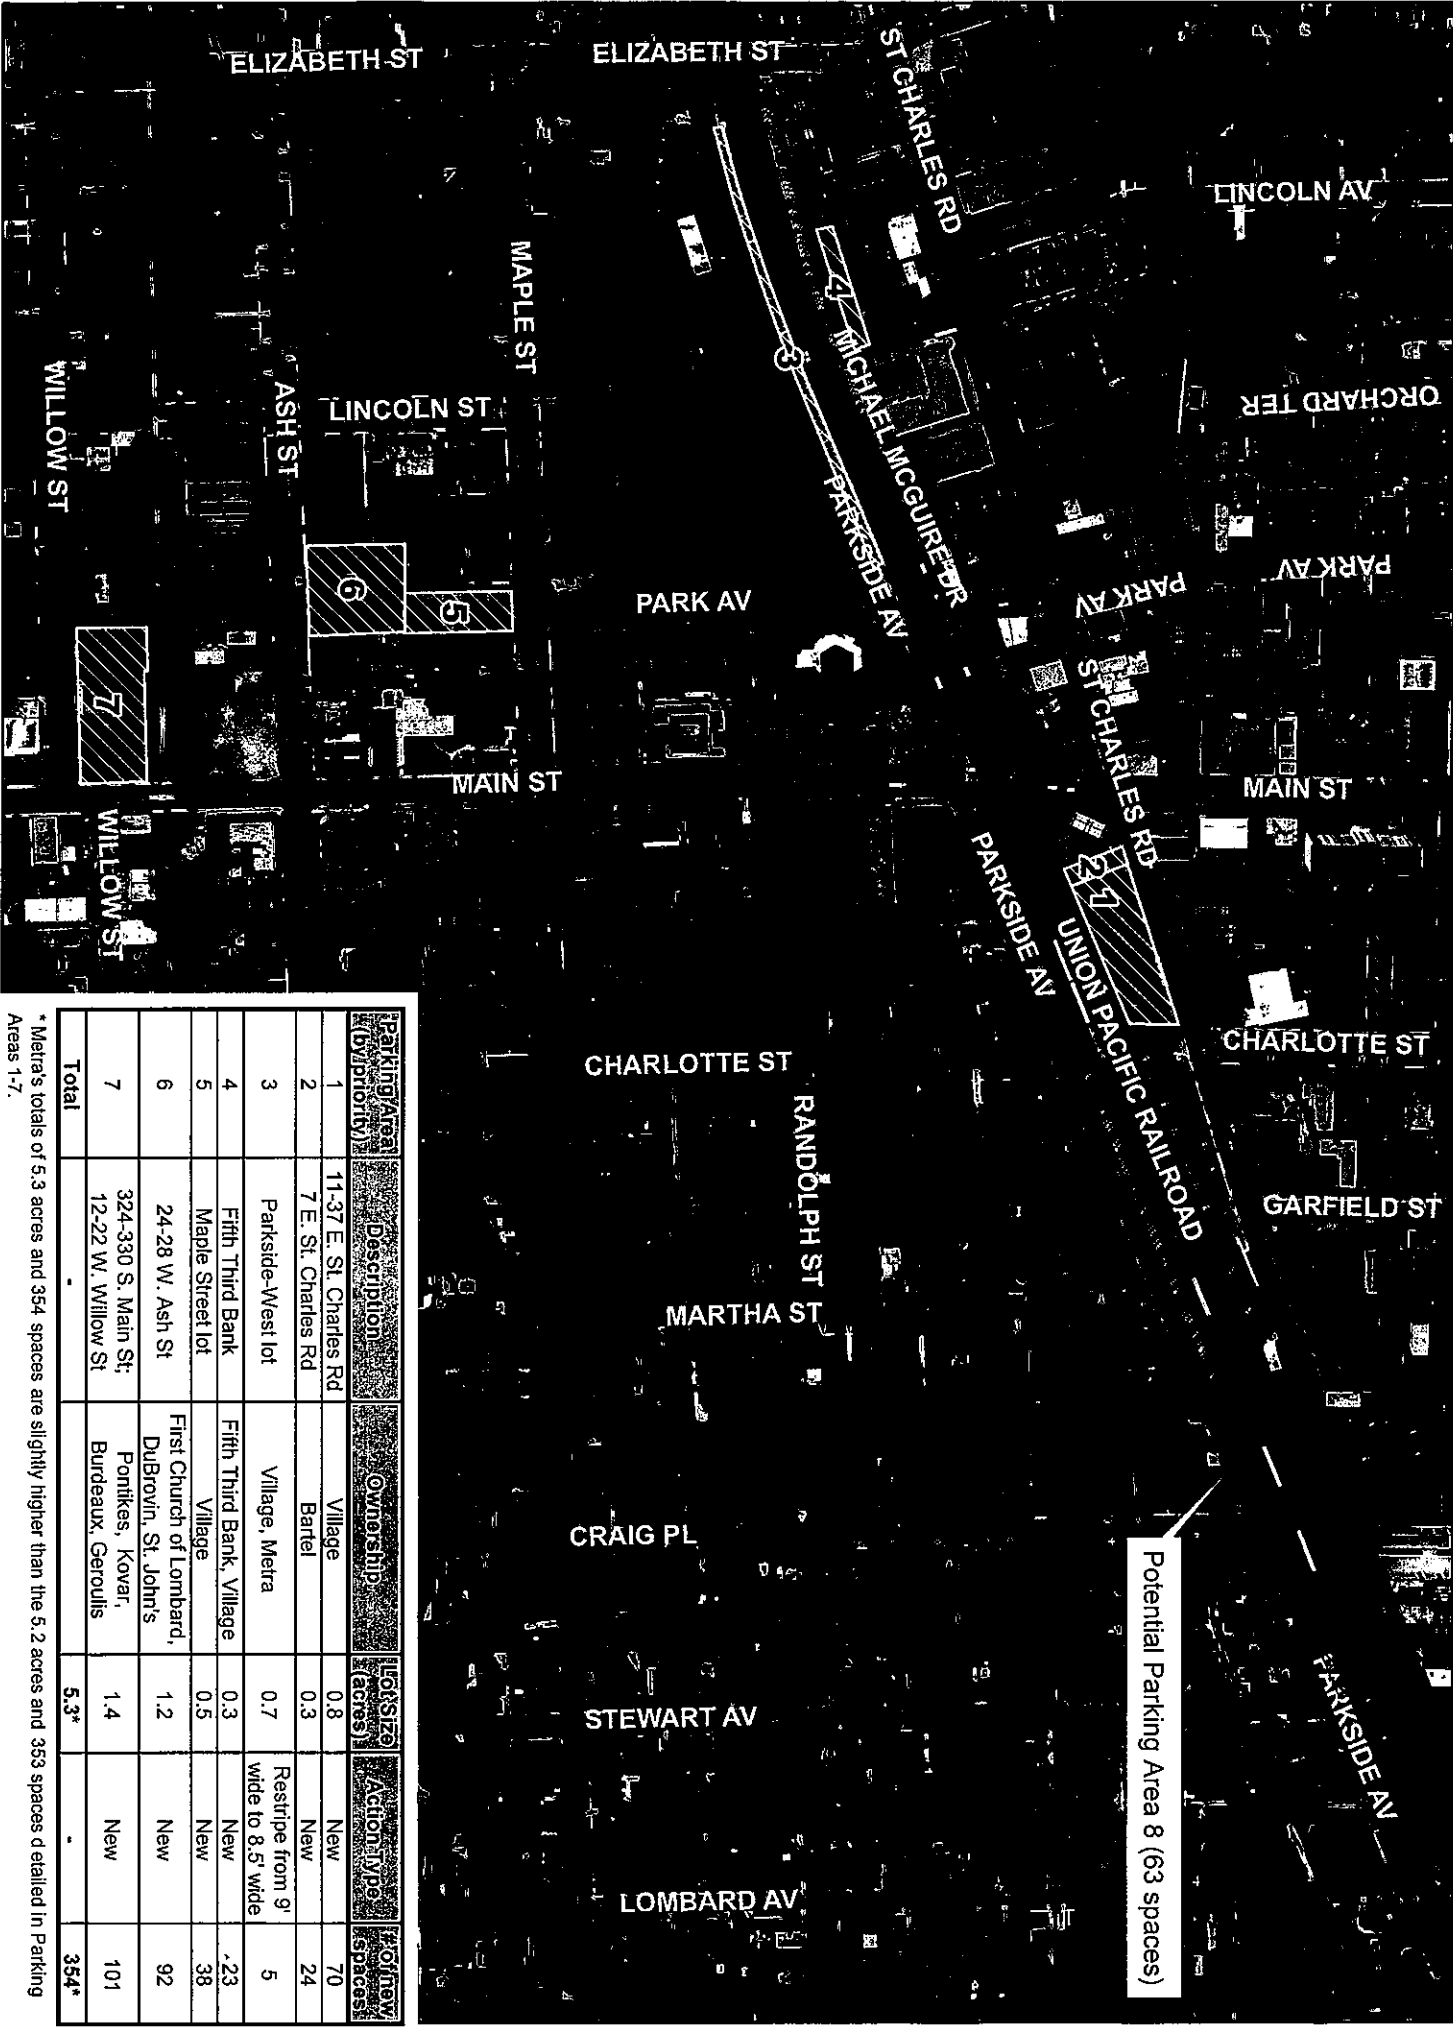 ELIZABETH ST
ELIZABETH ST
ST CHARLES RD
LINCOLN AV
MAPLE ST
4
3
MICHAEL MCGUIRE DR
PARKSIDE AV
WILLOW ST
ASH ST
LINCOLN ST
ORCHARD TER
PARK AV
PARK AV
PARK AV
6
5
7
MAIN ST
ST CHARLES RD
MAIN ST
WILLOW ST
2
1
PARKSIDE AV
UNION PACIFIC RAILROAD
CHARLOTTE ST
CHARLOTTE ST
RANDOLPH ST
GARFIELD ST
MARTHA ST
CRAIG PL
STEWART AV
LOMBARD AV
PARKSIDE AV
Potential Parking Area 8 (63 spaces)
Parking Area (by priority) Description Ownership Lot Size (acres) Action Type # of new spaces
1 11-37 E. St. Charles Rd Village 0.8 New 70
2 7 E. St. Charles Rd Bartel 0.3 New 24
3 Parkside-West lot Village, Metra 0.7 Restripe from 9' wide to 8.5' wide 5
4 Fifth Third Bank Fifth Third Bank, Village 0.3 New 23
5 Maple Street lot Village 0.5 New 38
6 24-28 W. Ash St First Church of Lombard, DuBrovin, St. John's 1.2 New 92
7 324-330 S. Main St; 12-22 W. Willow St Pontikes, Kovar, Burdeaux, Geroulis 1.4 New 101
Total - 5.3* - 354*
* Metra's totals of 5.3 acres and 354 spaces are slightly higher than the 5.2 acres and 353 spaces detailed in Parking
Areas 1-7.